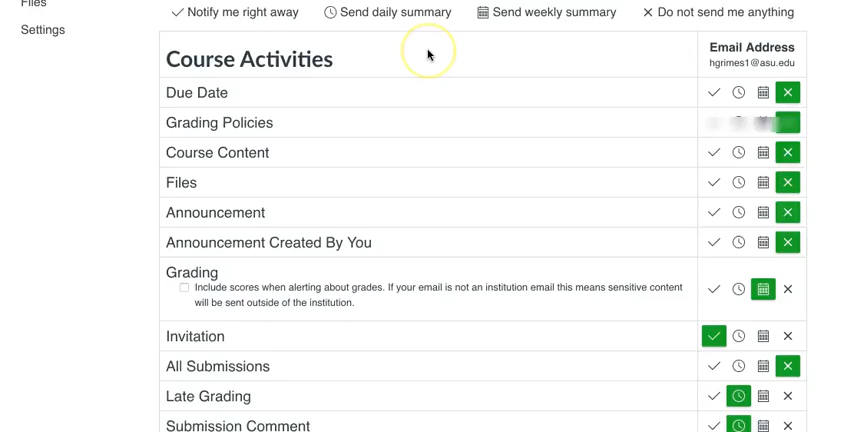 Files
Notify me right away Send daily summary Send weekly summary Do not send me anything
Settings
Course Activities
Email Address
hgrimes1@asu.edu
Due Date
Grading Policies
Course Content
Files
Announcement
Announcement Created By You
Grading
Include scores when alerting about grades. If your email is not an institution email this means sensitive content
will be sent outside of the institution.
Invitation
All Submissions
Late Grading
Submission Comment